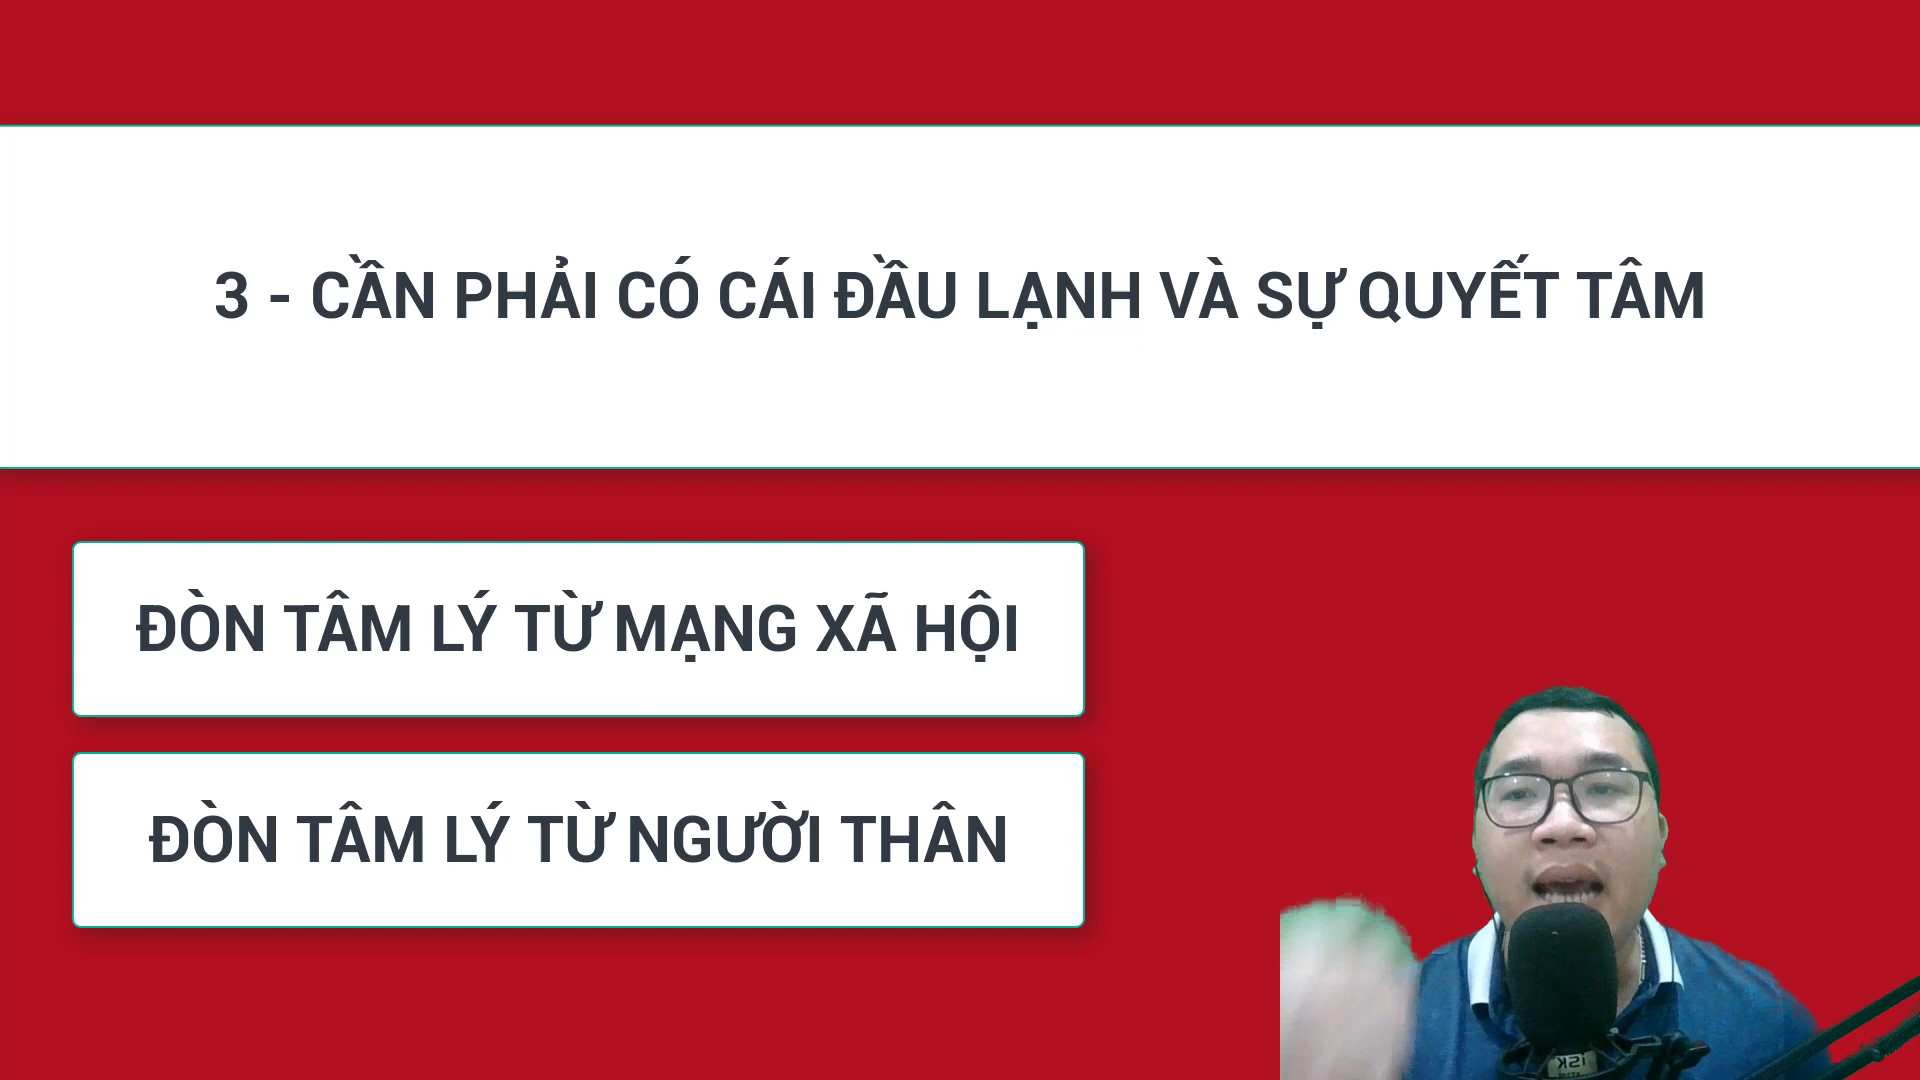 3 - CẦN PHẢI CÓ CÁI ĐẦU LẠNH VÀ SỰ QUYẾT TÂM
ĐÒN TÂM LÝ TỪ MẠNG XÃ HỘI
ĐÒN TÂM LÝ TỪ NGƯỜI THÂN
iSK